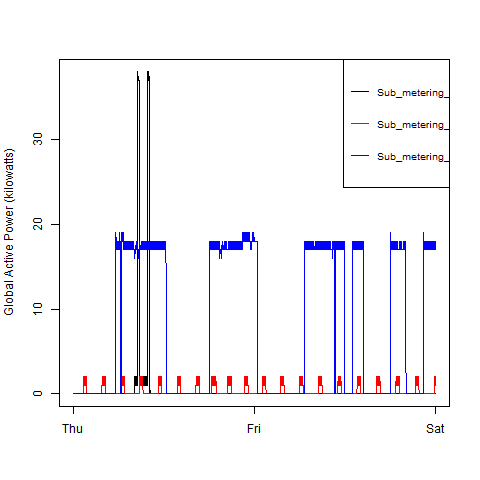 Sub_metering_
Sub_metering_
Sub_metering_
Global Active Power (kilowatts)
30
20
10
0
Thu
Fri
Sat